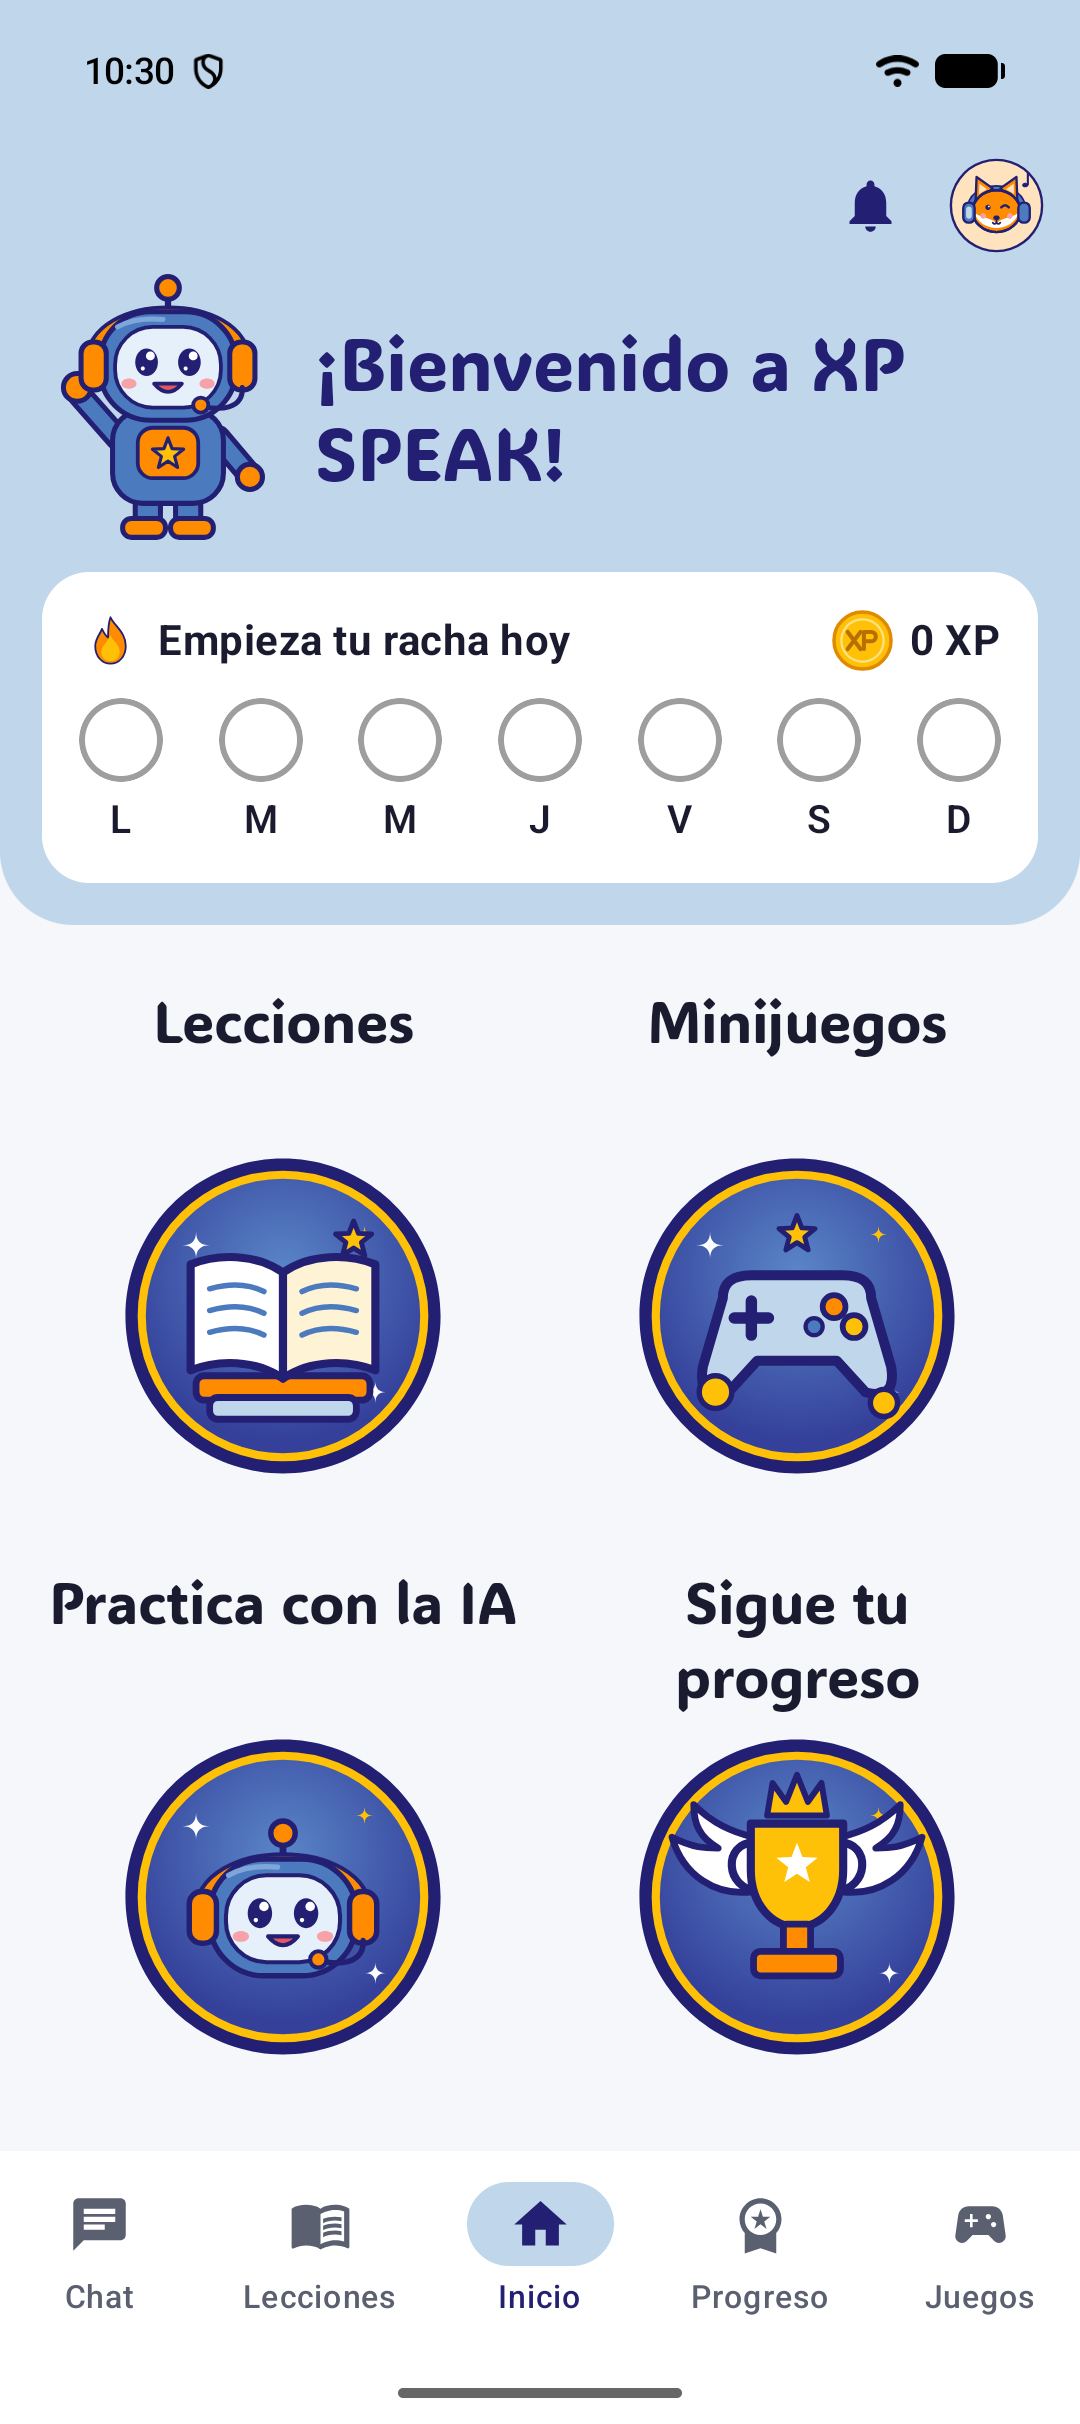 10:30
¡Bienvenido a XP
SPEAK!
Empieza tu racha hoy
XP
0 XP
L M M J V S D
Lecciones
Minijuegos
Practica con la IA
Sigue tu
progreso
Chat
Lecciones
Inicio
Progreso
Juegos